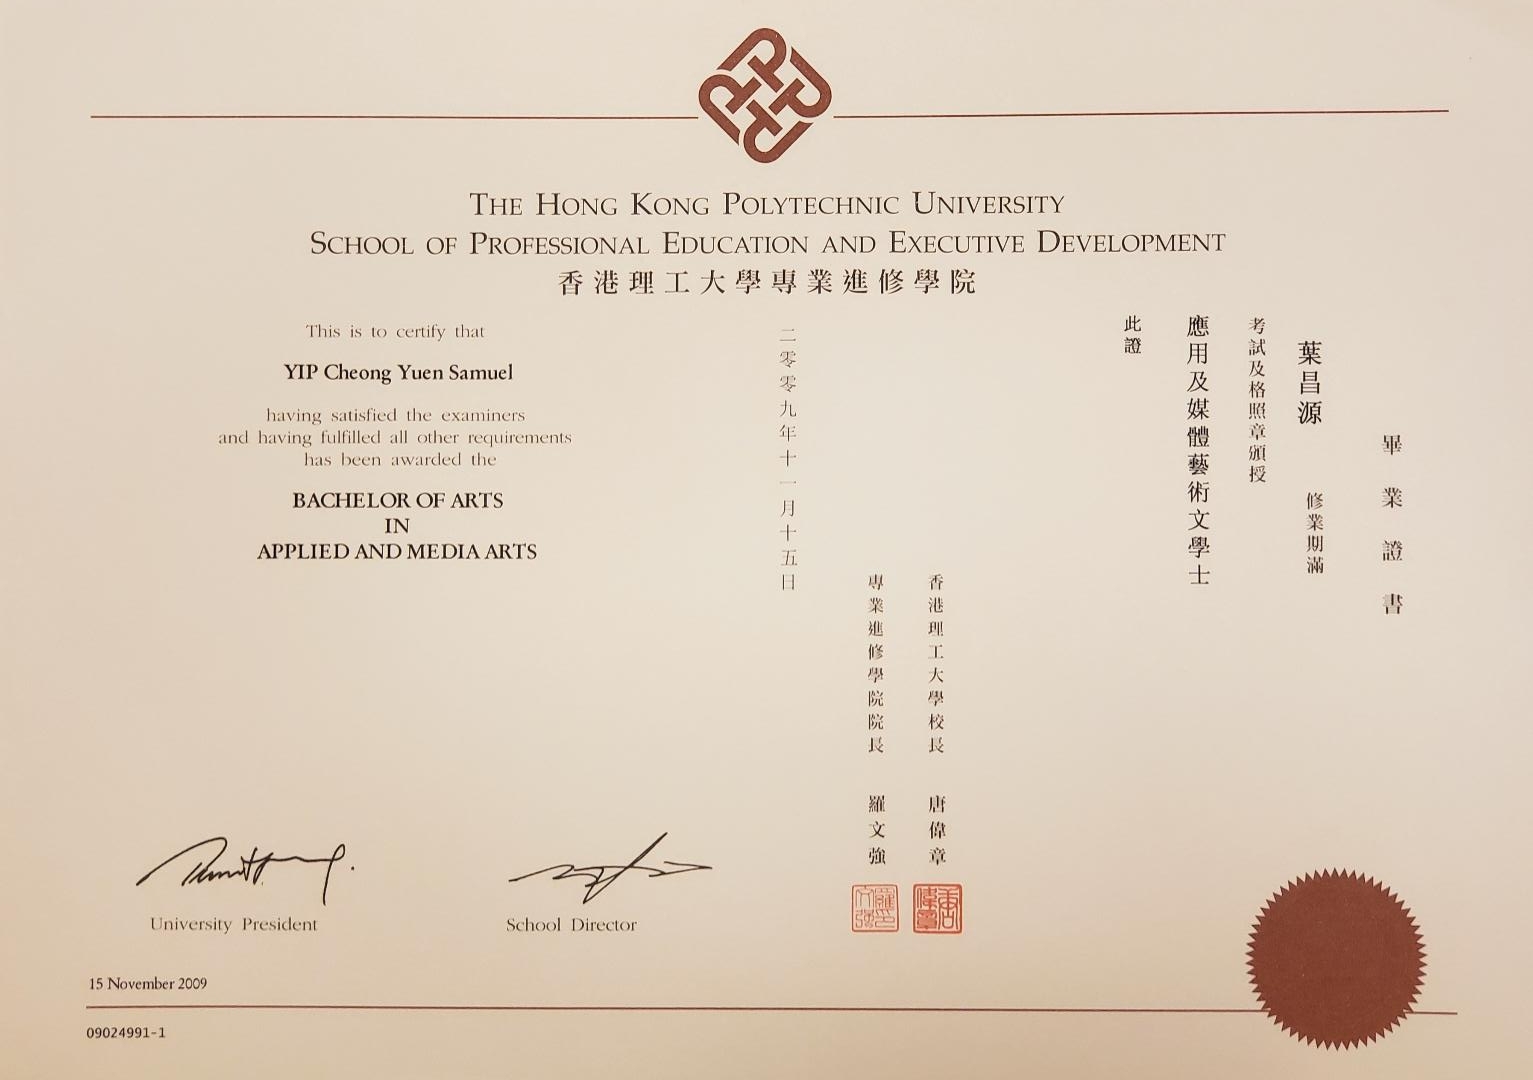 THE HONG KONG POLYTECHNIC UNIVERSITY
SCHOOL OF PROFESSIONAL EDUCATION AND EXECUTIVE DEVELOPMENT
香港理工大學專業進修學院
This is to certify that
YIP Cheong Yuen Samuel
having satisfied the examiners
and having fulfilled all other requirements
has been awarded the
BACHELOR OF ARTS
IN
APPLIED AND MEDIA ARTS
畢業證書
葉昌源 修業期滿
考試及格照章頒授
應用及媒體藝術文學士
此證
香港理工大學校長 唐偉章
專業進修學院院長 羅文強
二零零九年十一月十五日
University President
School Director
15 November 2009
09024991-1